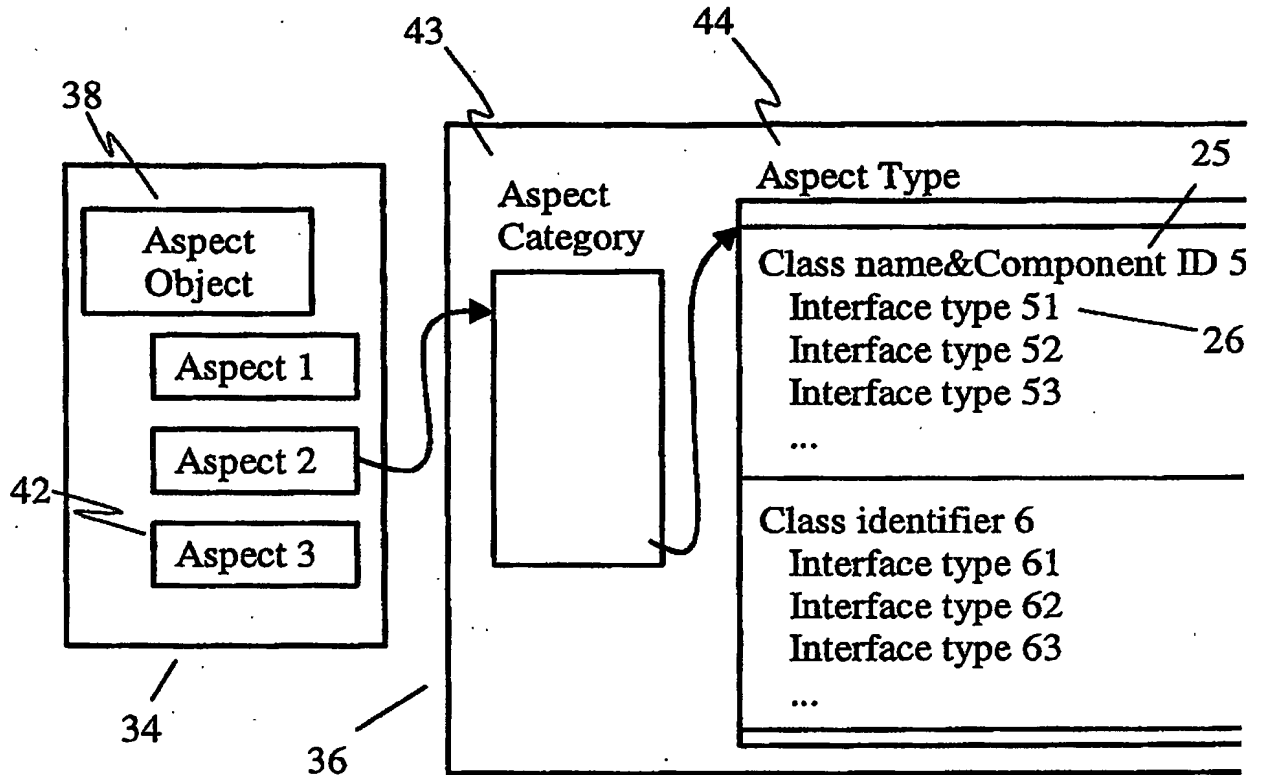 43
44
38
25
Aspect Type
Aspect
Category
Aspect
Object
Class name&Component ID 5
Interface type 51
26
Interface type 52
Interface type 53
...
Aspect 1
Aspect 2
42
Aspect 3
Class identifier 6
Interface type 61
Interface type 62
Interface type 63
...
34
36